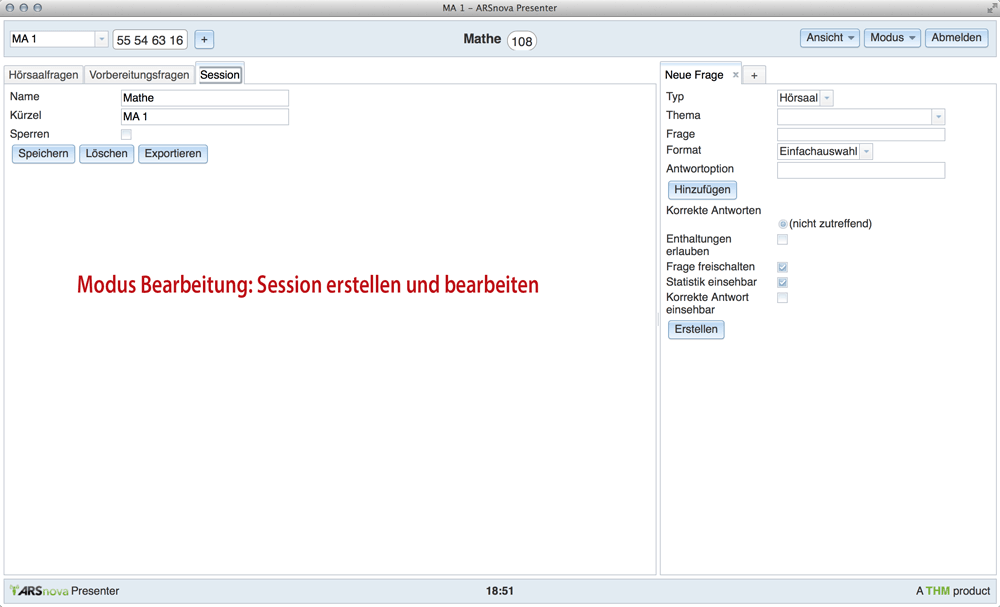 MA 1 – ARSnova Presenter
MA 1 55 54 63 16 + Mathe 108 Ansicht Modus Abmelden
Hörsaalfragen Vorbereitungsfragen Session
Name Mathe
Kürzel MA 1
Sperren
Speichern Löschen Exportieren
Modus Bearbeitung: Session erstellen und bearbeiten
Neue Frage × +
Typ Hörsaal
Thema
Frage
Format Einfachauswahl
Antwortoption
Hinzufügen
Korrekte Antworten
(nicht zutreffend)
Enthaltungen
erlauben
Frage freischalten
Statistik einsehbar
Korrekte Antwort
einsehbar
Erstellen
ARSnova Presenter 18:51 A THM product